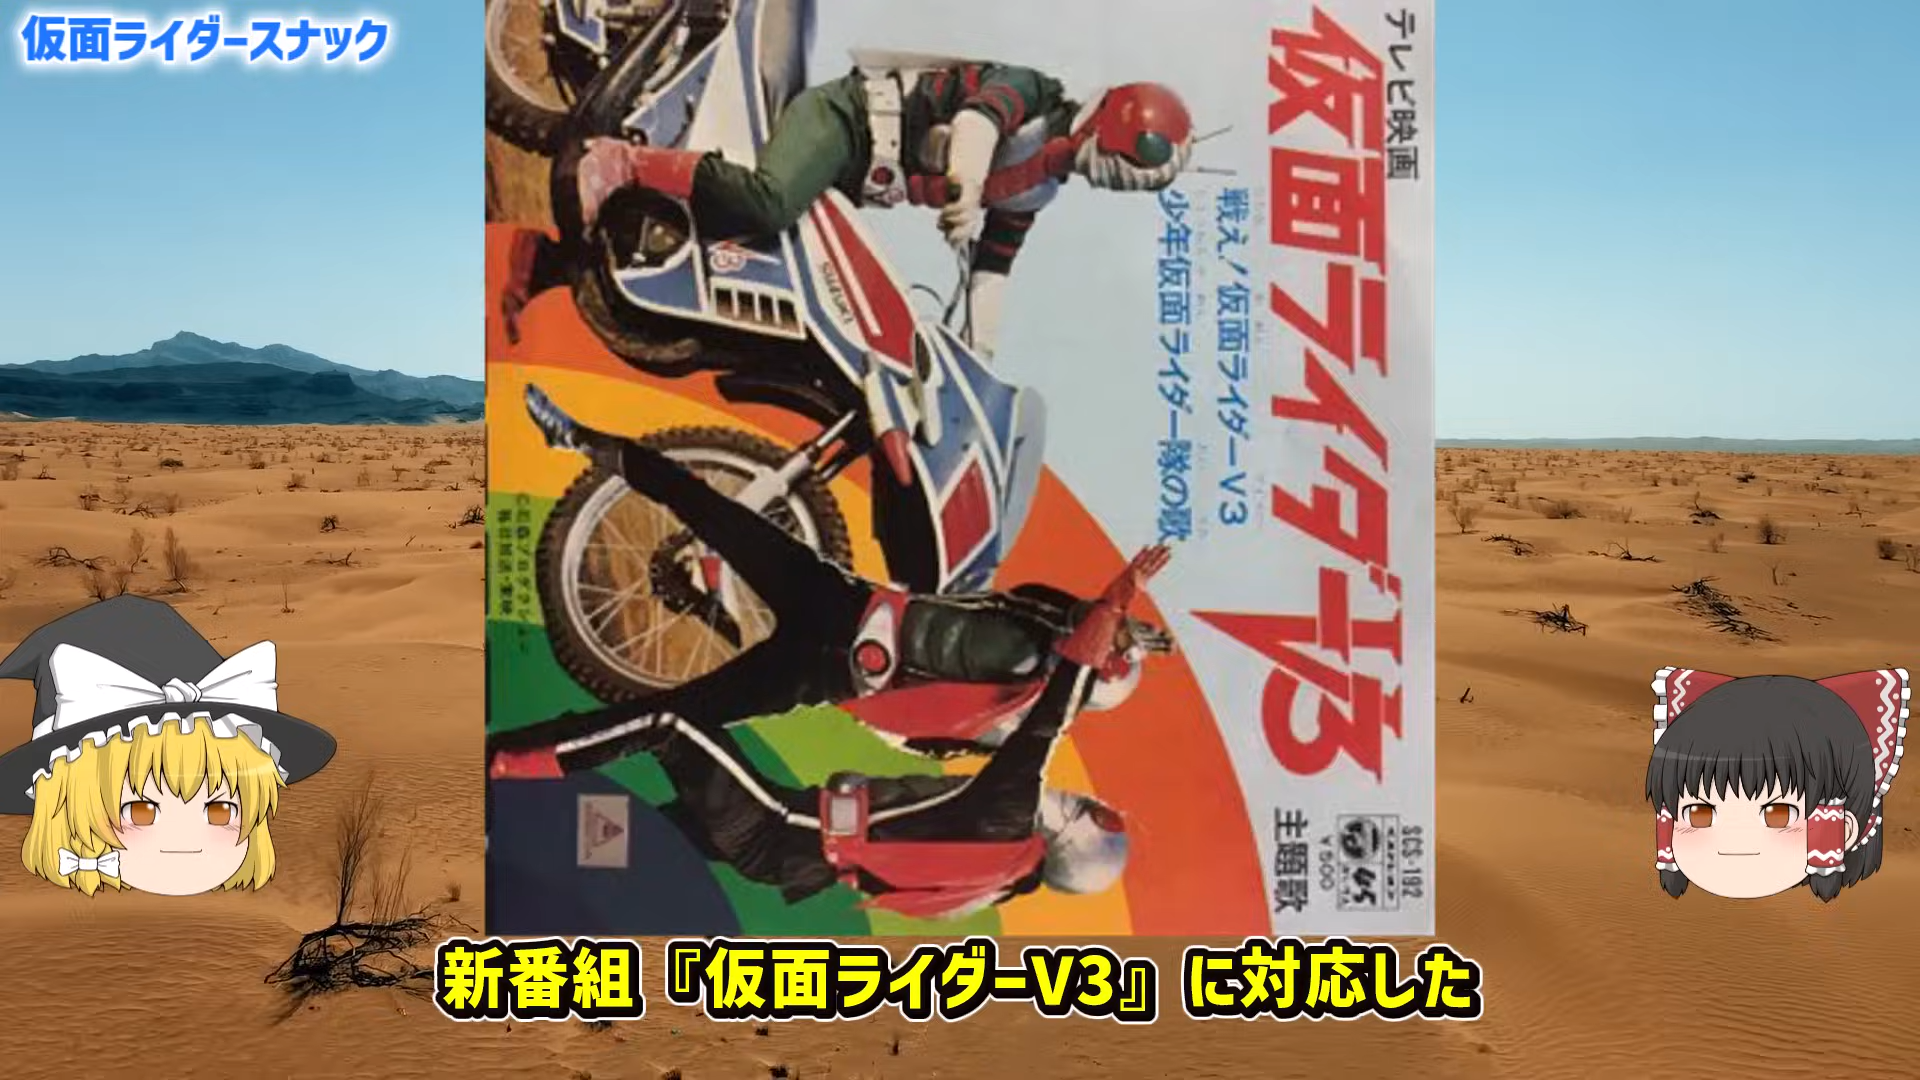 仮面ライダースナック
テレビ映画
仮面ライダーV3
主題歌
戦え!仮面ライダーV3
少年仮面ライダー隊の歌
SCS-192
¥500
SUZUKI
V3
新番組『仮面ライダーV3』に対応した